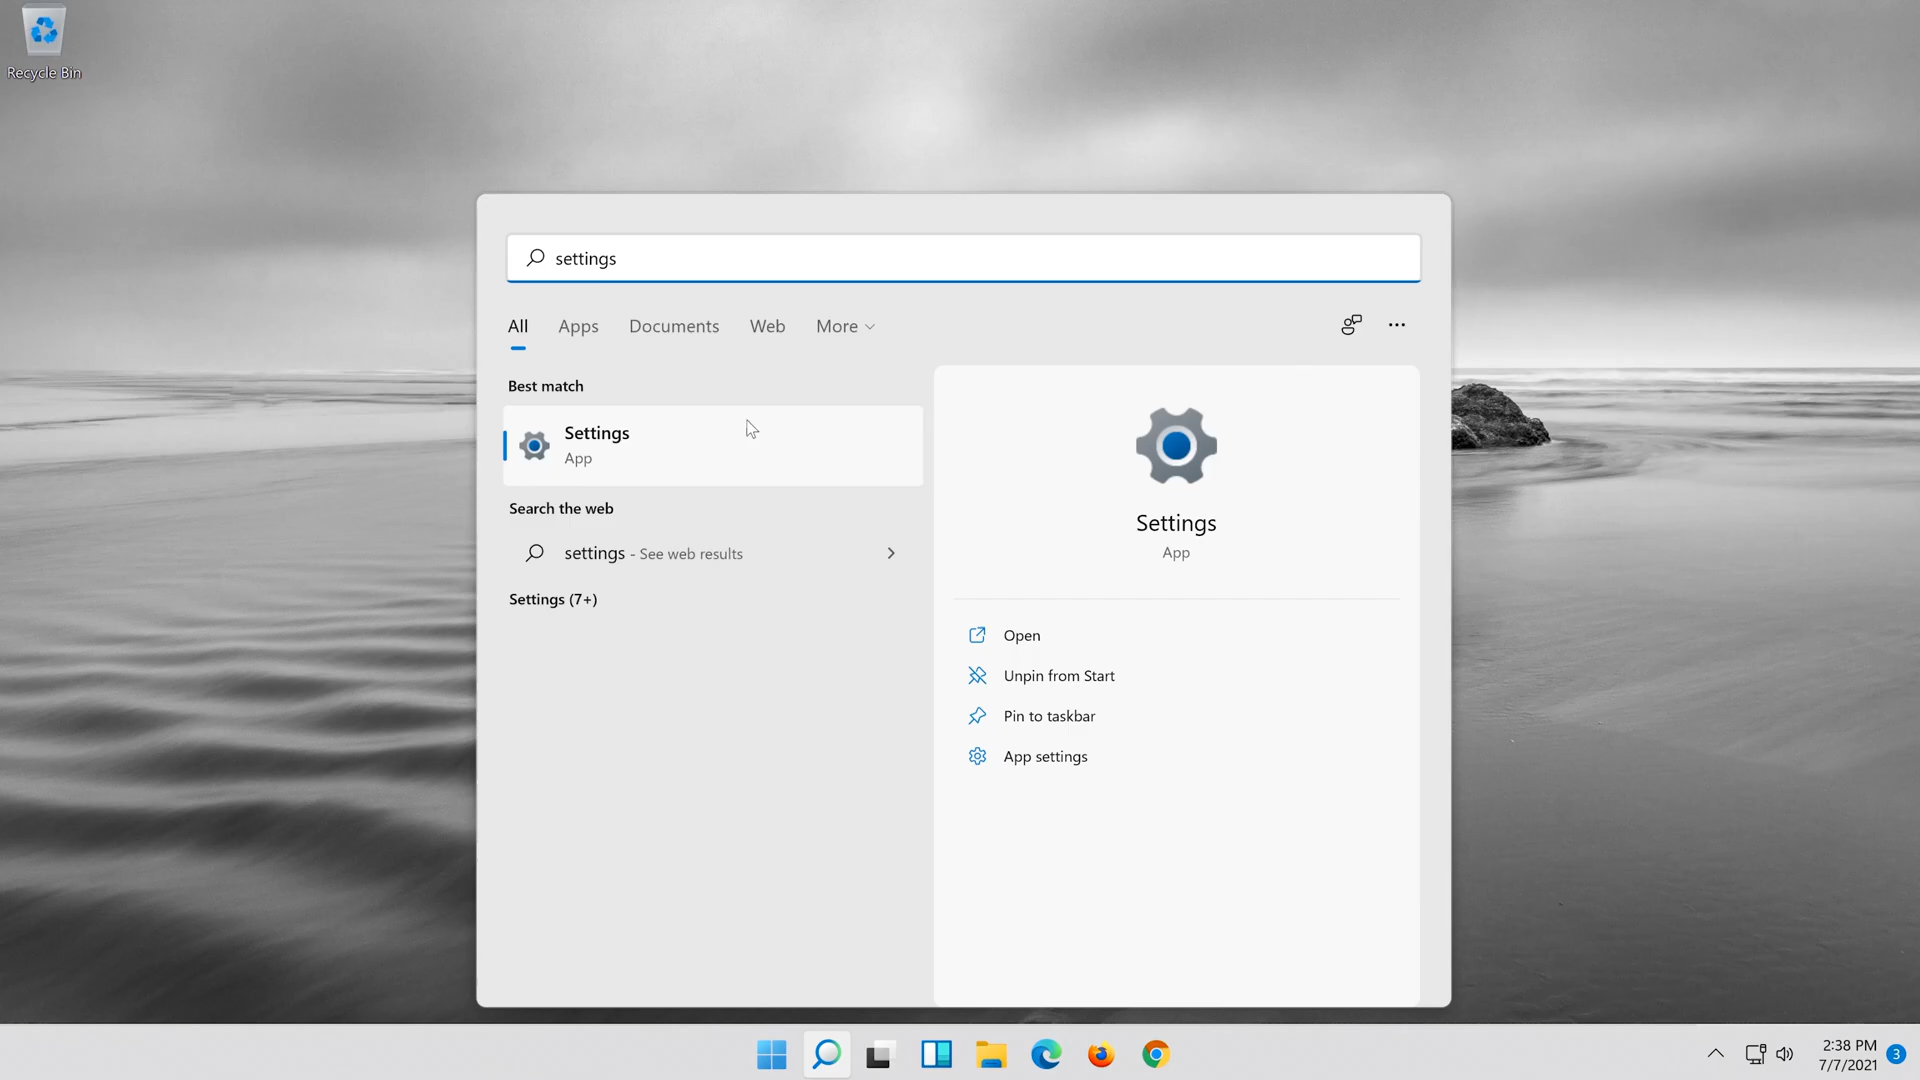 Recycle Bin
settings
All
Apps
Documents
Web
More
Best match
Settings
App
Search the web
settings - See web results
Settings (7+)
Settings
App
Open
Unpin from Start
Pin to taskbar
App settings
2:38 PM
7/7/2021
3